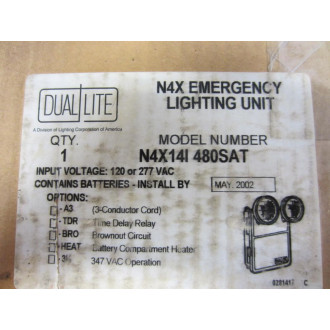 N4X EMERGENCY
LIGHTING UNIT
DUAL LITE
A Division of Lighting Corporation of America
QTY. MODEL NUMBER
1 N4X14I 480SAT
INPUT VOLTAGE: 120 or 277 VAC
CONTAINS BATTERIES - INSTALL BY MAY, 2002
OPTIONS:
- A3 (3-Conductor Cord)
- TDR Time Delay Relay
- BRO Brownout Circuit
- HEAT Battery Compartment Heater
347 VAC Operation
C